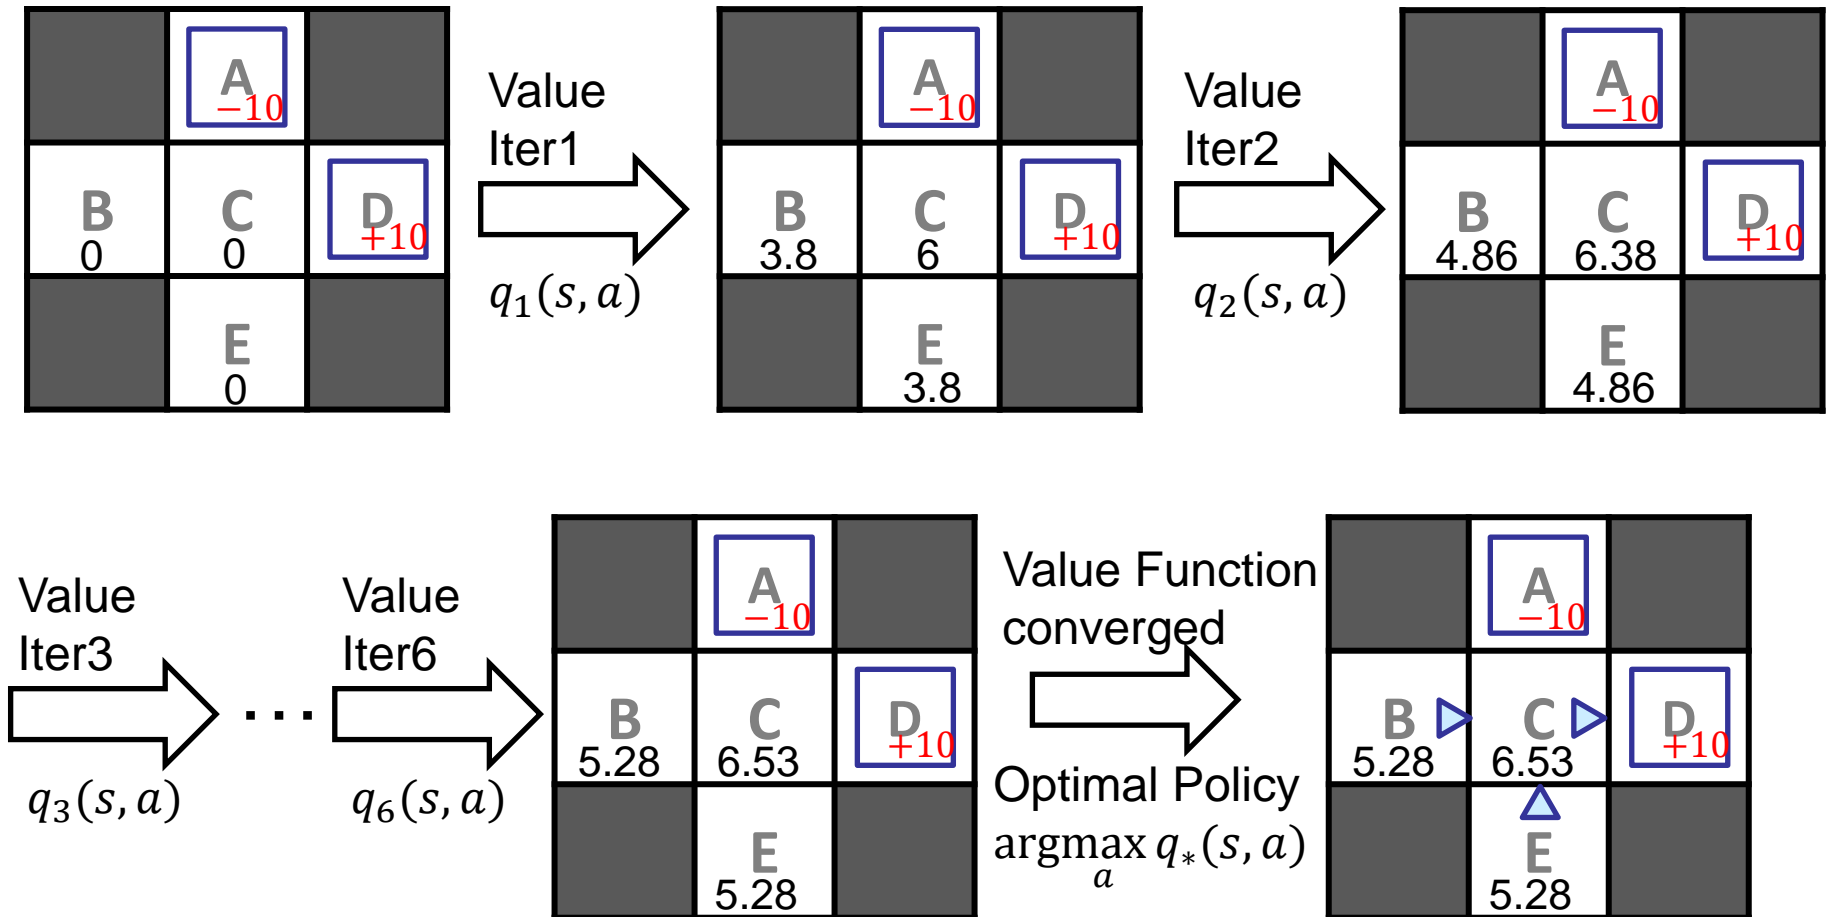 A
−10
B
0
C
0
D
+10
E
0
Value
Iter1
q₁(s, a)
A
−10
B
3.8
C
6
D
+10
E
3.8
Value
Iter2
q₂(s, a)
A
−10
B
4.86
C
6.38
D
+10
E
4.86
Value
Iter3
q₃(s, a)
...
Value
Iter6
q₆(s, a)
A
−10
B
5.28
C
6.53
D
+10
E
5.28
Value Function
converged
Optimal Policy
argmax q∗(s, a)
a
A
−10
B
5.28
C
6.53
D
+10
E
5.28